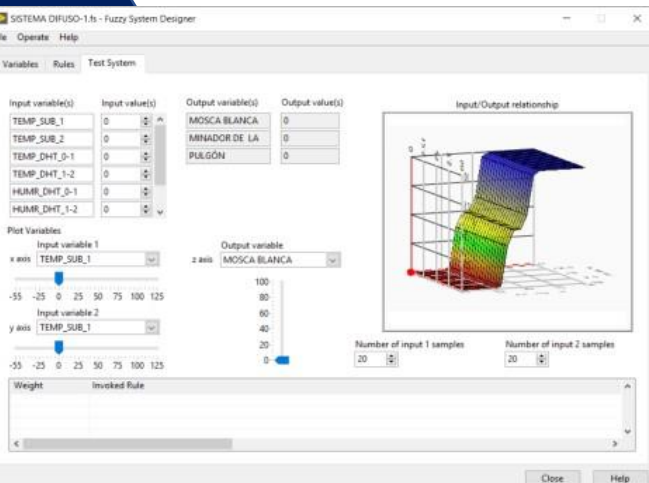 SISTEMA DIFUSO-1.fs - Fuzzy System Designer
Operate Help
Variables Rules Test System
Input variable(s) Input value(s) Output variable(s) Output value(s) Input/Output relationship
TEMP_SUB_1 0 MOSCA BLANCA 0
TEMP_SUB_2 0 MINADOR DE LA 0
TEMP_DHT_0-1 0 PULGÓN 0
TEMP_DHT_1-2 0
HUMR_DHT_0-1 0
HUMR_DHT_1-2 0
Plot Variables
Input variable 1
x axis TEMP_SUB_1
-55 -25 0 25 50 75 100 125
Input variable 2
y axis TEMP_SUB_1
-55 -25 0 25 50 75 100 125
Output variable
z axis MOSCA BLANCA
100
80
60
40
20
0
Number of input 1 samples Number of input 2 samples
20 20
Weight Invoked Rule
Close Help